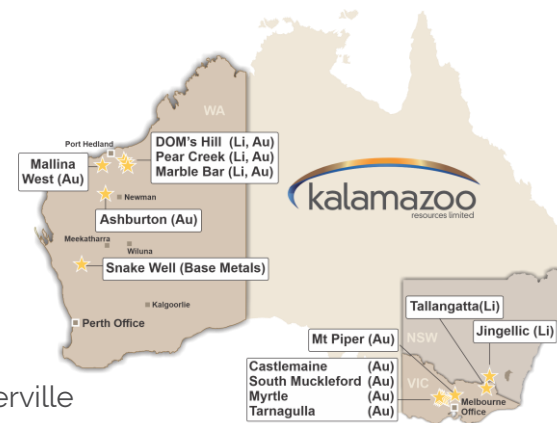 WA
Port Hedland
DOM's Hill (Li, Au)
Pear Creek (Li, Au)
Marble Bar (Li, Au)
Mallina
West (Au)
Newman
Ashburton (Au)
kalamazoo
resources limited
Meekatharra
Wiluna
Snake Well (Base Metals)
Kalgoorlie
Perth Office
Tallangatta(Li)
Jingellic (Li)
Mt Piper (Au)
NSW
Castlemaine (Au)
South Muckleford (Au)
Myrtle (Au)
Tarnagulla (Au)
VIC
Melbourne
Office
erville